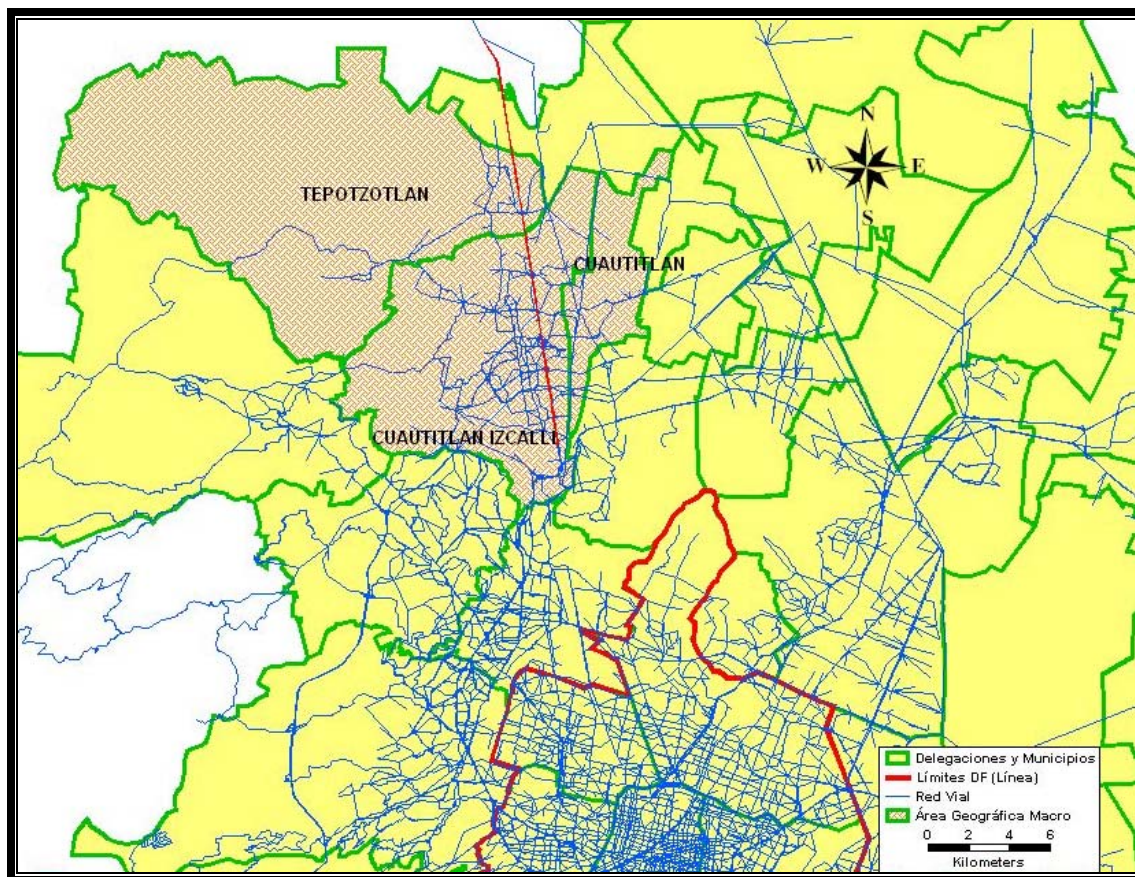 N
W E
S
TEPOTZOTLAN
CUAUTITLAN
CUAUTITLAN IZCALLI
Delegaciones y Municipios
Límites DF (Línea)
Red Vial
Área Geográfica Macro
0 2 4 6
Kilometers